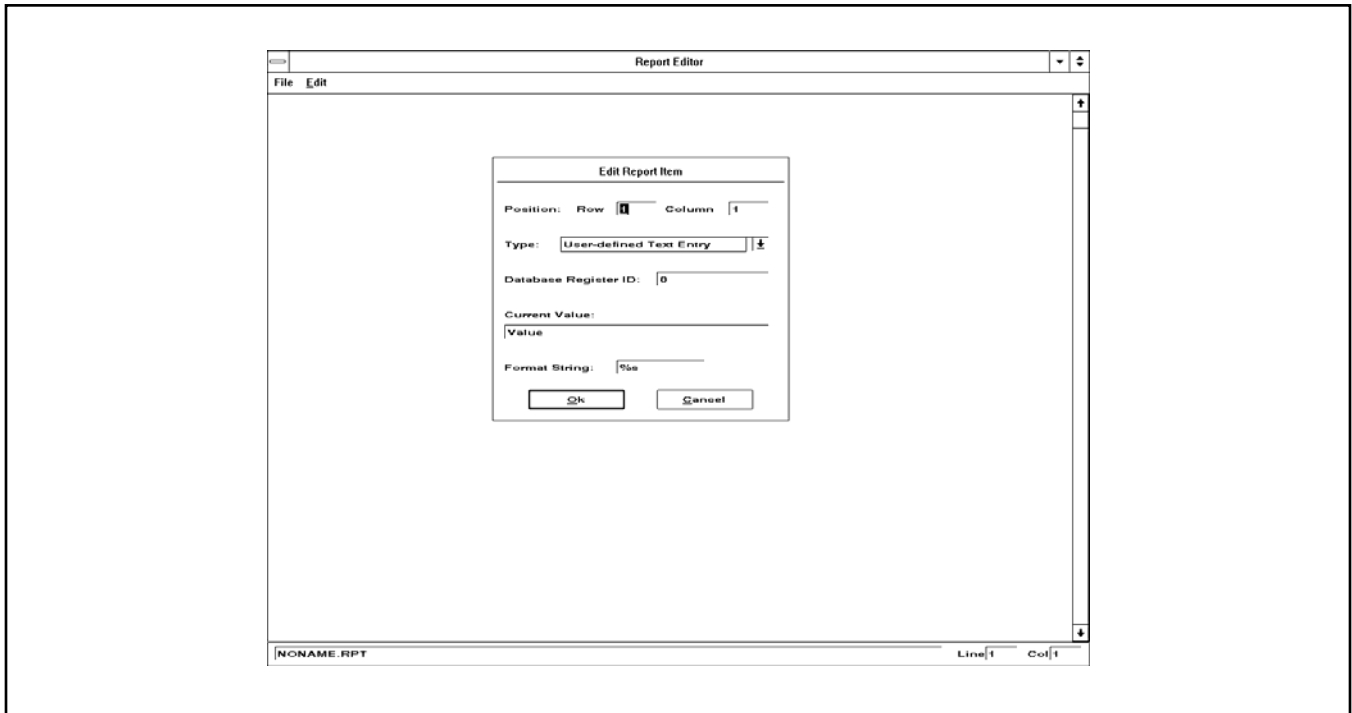 Report Editor
File Edit
Edit Report Item
Position: Row 1 Column 1
Type: User-defined Text Entry
Database Register ID: 0
Current Value:
Value
Format String: %s
Ok Cancel
NONAME.RPT Line 1 Col 1